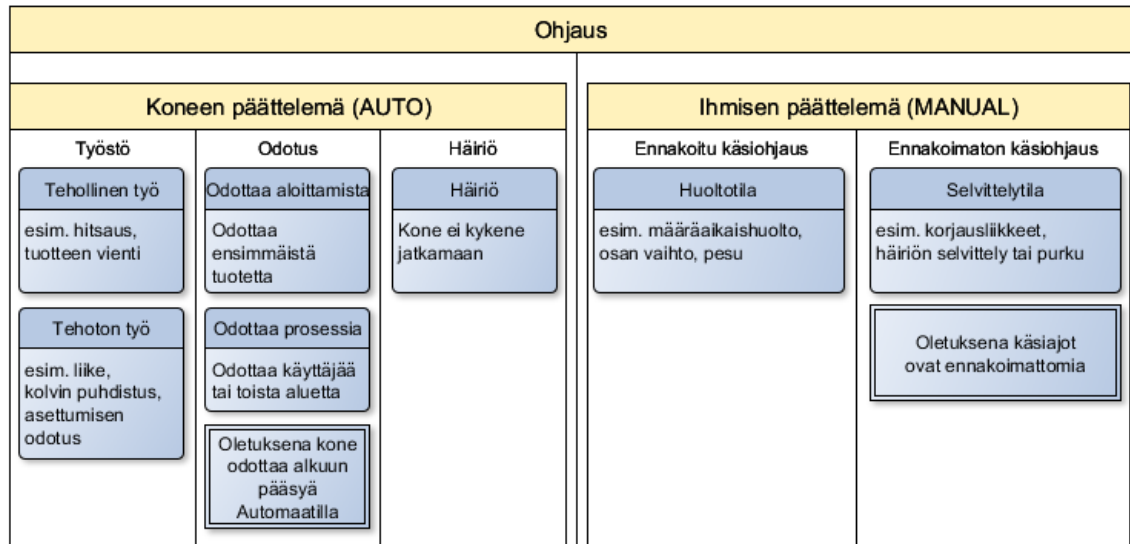 Ohjaus
Koneen päättelemä (AUTO)
Työstö
Tehollinen työ
esim. hitsaus,
tuotteen vienti
Tehoton työ
esim. liike,
kolvin puhdistus,
asettumisen
odotus
Odotus
Odottaa aloittamista
Odottaa
ensimmäistä
tuotetta
Odottaa prosessia
Odottaa käyttäjää
tai toista aluetta
Oletuksena kone
odottaa alkuun
pääsyä
Automaatilla
Häiriö
Häiriö
Kone ei kykene
jatkamaan
Ihmisen päättelemä (MANUAL)
Ennakoitu käsiohjaus
Huoltotila
esim. määräaikaishuolto,
osan vaihto, pesu
Ennakoimaton käsiohjaus
Selvittelytila
esim. korjausliikkeet,
häiriön selvittely tai purku
Oletuksena käsiajot
ovat ennakoimattomia